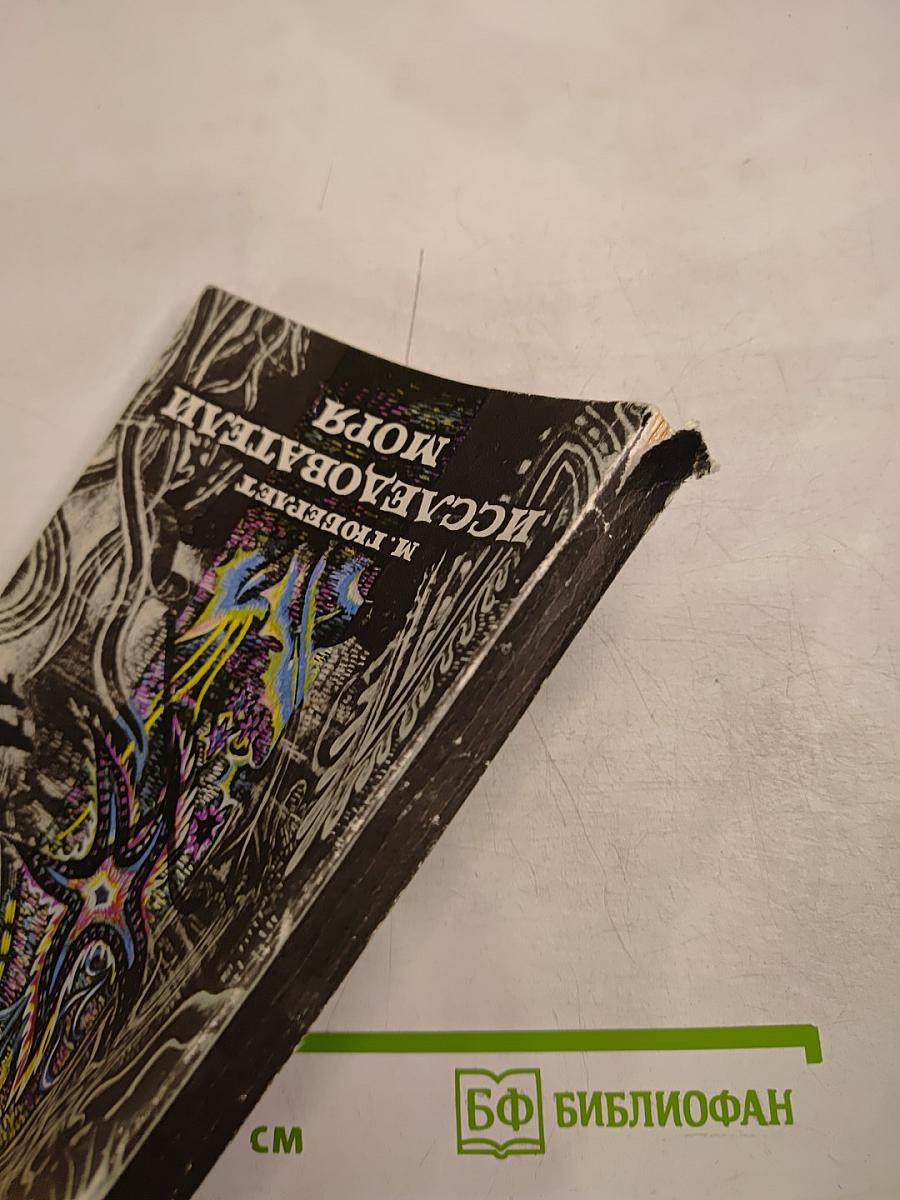 М. ГЮБЕРЛЕТ
ИССЛЕДОВАТЕЛИ
МОРЯ
см
БФ БИБЛИОФАН